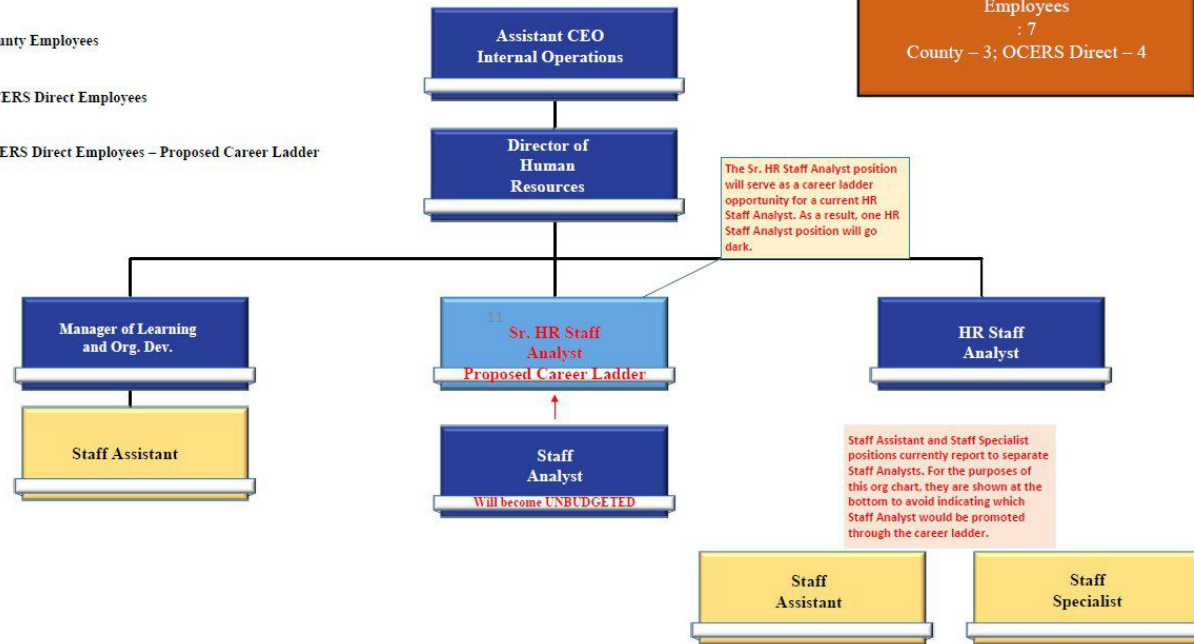 Employees
: 7
County – 3; OCERS Direct – 4
Employees
Direct Employees
Direct Employees – Proposed Career Ladder
Assistant CEO
Internal Operations
Director of
Human
Resources
The Sr. HR Staff Analyst position
will serve as a career ladder
opportunity for a current HR
Staff Analyst. As a result, one HR
Staff Analyst position will go
dark.
Manager of Learning
and Org. Dev.
11
Sr. HR Staff
Analyst
Proposed Career Ladder
HR Staff
Analyst
Staff Assistant
Staff
Analyst
Will become UNBUDGETED
Staff Assistant and Staff Specialist
positions currently report to separate
Staff Analysts. For the purposes of
this org chart, they are shown at the
bottom to avoid indicating which
Staff Analyst would be promoted
through the career ladder.
Staff
Assistant
Staff
Specialist